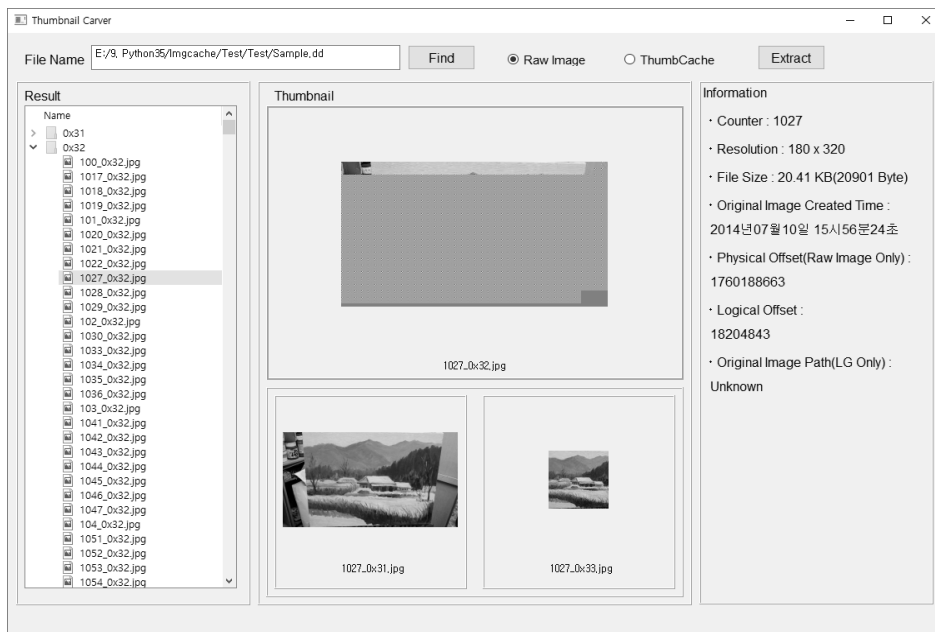 Thumbnail Carver
File Name E:/9. Python35/Imgcache/Test/Test/Sample.dd Find Raw Image ThumbCache Extract
Result
Name
0x31
0x32
100_0x32.jpg
1017_0x32.jpg
1018_0x32.jpg
1019_0x32.jpg
101_0x32.jpg
1020_0x32.jpg
1021_0x32.jpg
1022_0x32.jpg
1027_0x32.jpg
1028_0x32.jpg
1029_0x32.jpg
102_0x32.jpg
1030_0x32.jpg
1033_0x32.jpg
1034_0x32.jpg
1035_0x32.jpg
1036_0x32.jpg
103_0x32.jpg
1041_0x32.jpg
1042_0x32.jpg
1043_0x32.jpg
1044_0x32.jpg
1045_0x32.jpg
1046_0x32.jpg
1047_0x32.jpg
104_0x32.jpg
1051_0x32.jpg
1052_0x32.jpg
1053_0x32.jpg
1054_0x32.jpg
Thumbnail
1027_0x32.jpg
1027_0x31.jpg
1027_0x33.jpg
Information
· Counter : 1027
· Resolution : 180 x 320
· File Size : 20.41 KB(20901 Byte)
· Original Image Created Time :
2014년07월10일 15시56분24초
· Physical Offset(Raw Image Only) :
1760188663
· Logical Offset :
18204843
· Original Image Path(LG Only) :
Unknown